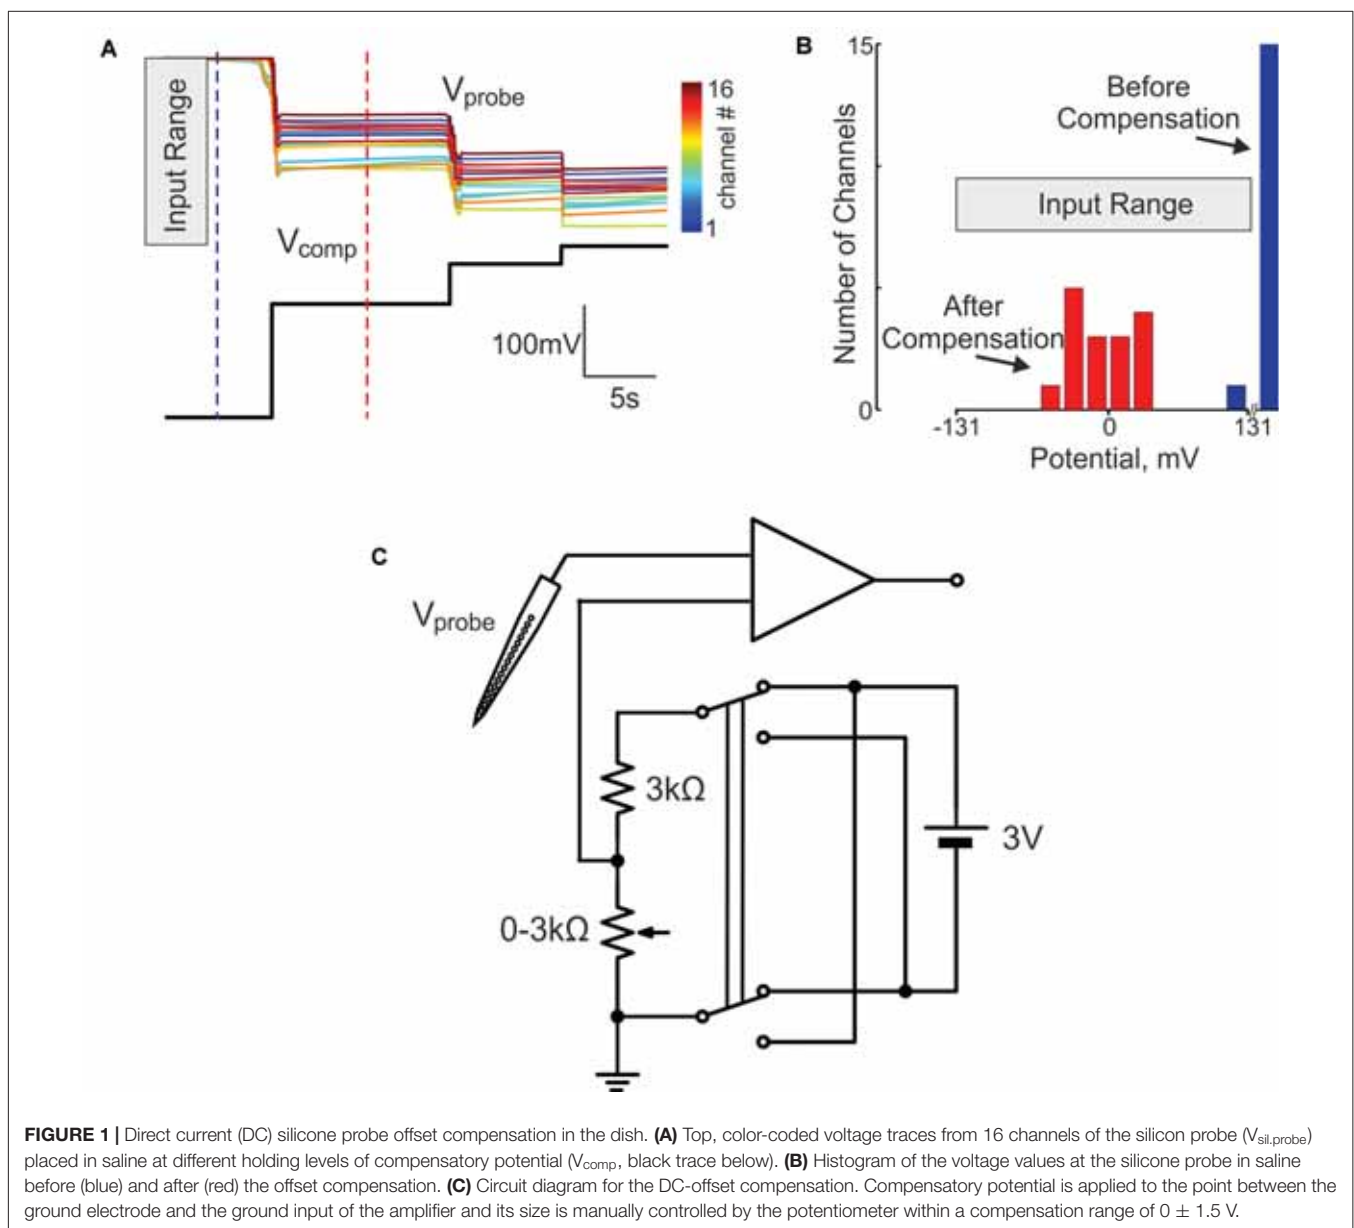 A
Input Range
V_probe
16
channel #
1
V_comp
100mV
5s
B
15
Number of Channels
0
Before
Compensation
Input Range
After
Compensation
-131
0
131
Potential, mV
C
V_probe
3kΩ
0-3kΩ
3V
FIGURE 1 | Direct current (DC) silicone probe offset compensation in the dish. (A) Top, color-coded voltage traces from 16 channels of the silicon probe (V_sil.probe)
placed in saline at different holding levels of compensatory potential (V_comp, black trace below). (B) Histogram of the voltage values at the silicone probe in saline
before (blue) and after (red) the offset compensation. (C) Circuit diagram for the DC-offset compensation. Compensatory potential is applied to the point between the
ground electrode and the ground input of the amplifier and its size is manually controlled by the potentiometer within a compensation range of 0 ± 1.5 V.